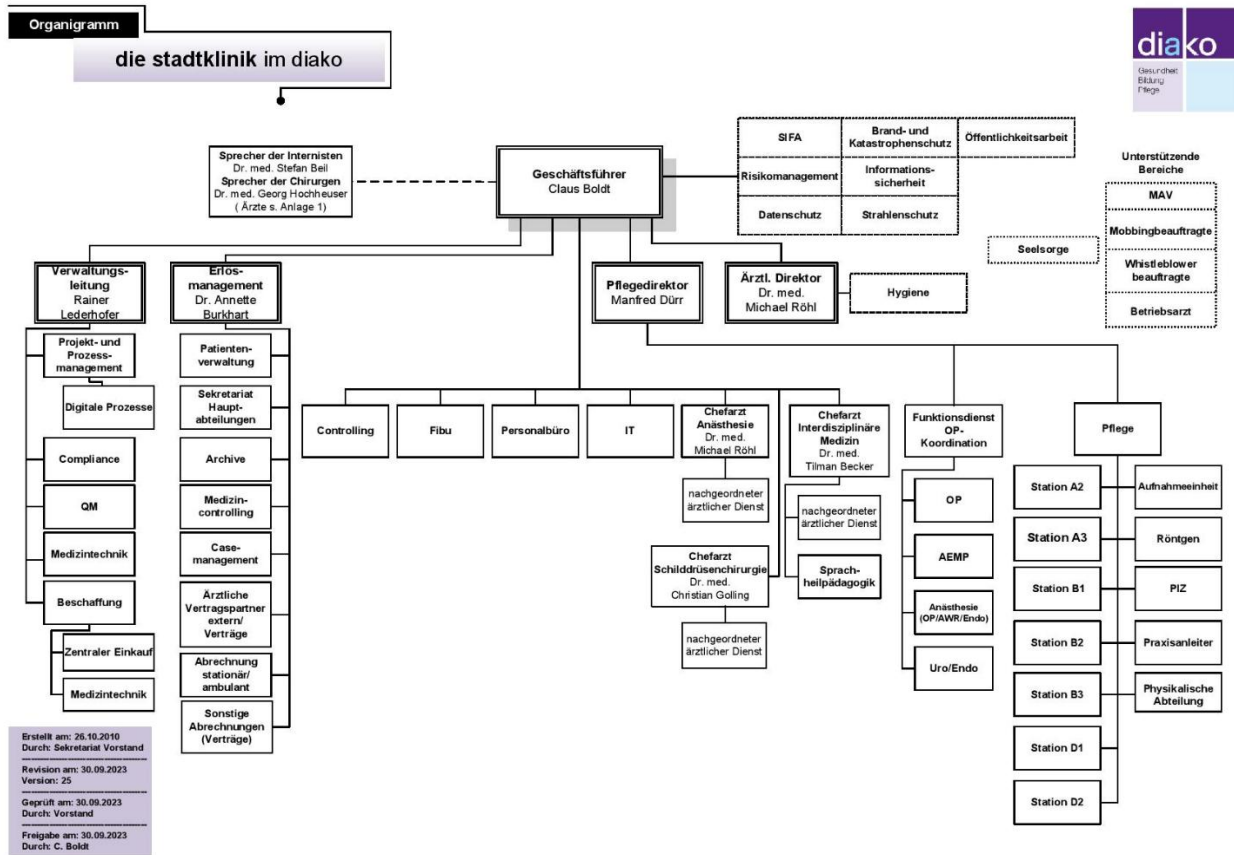 Organigramm
die stadtklinik im diako
diako
Gesundheit
Bildung
Pflege
Sprecher der Internisten
Dr. med. Stefan Beil
Sprecher der Chirurgen
Dr. med. Georg Hochheuser
( Ärzte s. Anlage 1)
Geschäftsführer
Claus Boldt
SIFA
Brand- und
Katastrophenschutz
Öffentlichkeitsarbeit
Risikomanagement
Informations-
sicherheit
Datenschutz
Strahlenschutz
Unterstützende
Bereiche
MAV
Mobbingbeauftragte
Whistleblower
beauftragte
Betriebsarzt
Seelsorge
Verwaltungs-
leitung
Rainer
Lederhofer
Erlös-
management
Dr. Annette
Burkhart
Pflegedirektor
Manfred Dürr
Ärztl. Direktor
Dr. med.
Michael Röhl
Hygiene
Projekt- und
Prozess-
management
Digitale Prozesse
Compliance
QM
Medizintechnik
Beschaffung
Zentraler Einkauf
Medizintechnik
Patienten-
verwaltung
Sekretariat
Haupt-
abteilungen
Archive
Medizin-
controlling
Case-
management
Ärztliche
Vertragspartner
extern/
Verträge
Abrechnung
stationär/
ambulant
Sonstige
Abrechnungen
(Verträge)
Controlling
Fibu
Personalbüro
IT
Chefarzt
Anästhesie
Dr. med.
Michael Röhl
nachgeordneter
ärztlicher Dienst
Chefarzt
Schilddrüsenchirurgie
Dr. med.
Christian Golling
nachgeordneter
ärztlicher Dienst
Chefarzt
Interdisziplinäre
Medizin
Dr. med.
Tilman Becker
nachgeordneter
ärztlicher Dienst
Sprach-
heilpädagogik
Funktionsdienst
OP-
Koordination
OP
AEMP
Anästhesie
(OP/AWR/Endo)
Uro/Endo
Pflege
Station A2
Station A3
Station B1
Station B2
Station B3
Station D1
Station D2
Aufnahmeeinheit
Röntgen
PIZ
Praxisanleiter
Physikalische
Abteilung
Erstellt am: 26.10.2010
Durch: Sekretariat Vorstand
Revision am: 30.09.2023
Version: 25
Geprüft am: 30.09.2023
Durch: Vorstand
Freigabe am: 30.09.2023
Durch: C. Boldt